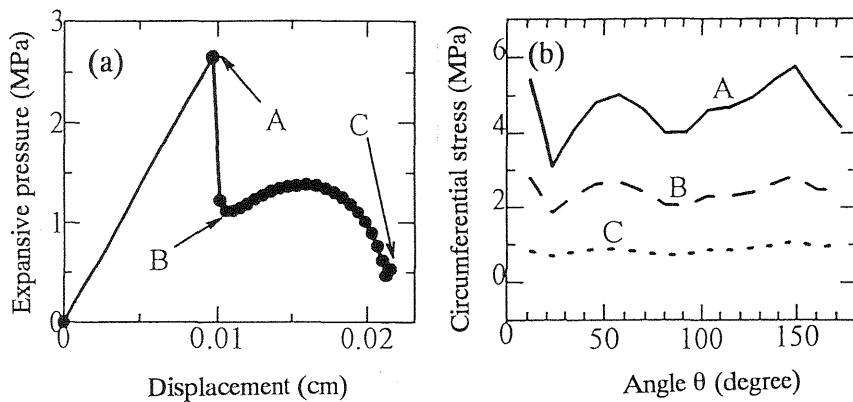 3
2
1
0
0
0.01
0.02
Expansive pressure (MPa)
Displacement (cm)
(a)
A
B
C
6
4
2
0
0
50
100
150
Circumferential stress (MPa)
Angle θ (degree)
(b)
A
B
C